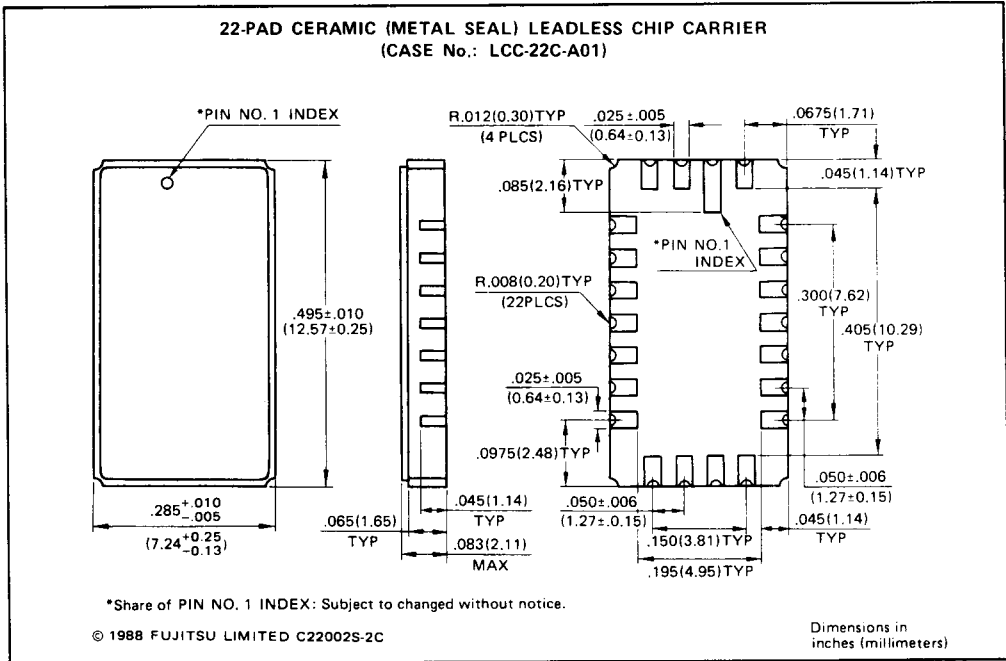 22-PAD CERAMIC (METAL SEAL) LEADLESS CHIP CARRIER
(CASE No.: LCC-22C-A01)
*PIN NO. 1 INDEX
R.012(0.30)TYP
(4 PLCS)
.025±.005
(0.64±0.13)
.0675(1.71)
TYP
.085(2.16)TYP
.045(1.14)TYP
*PIN NO.1
INDEX
R.008(0.20)TYP
(22PLCS)
.300(7.62)
TYP
.405(10.29)
TYP
.495±.010
(12.57±0.25)
.025±.005
(0.64±0.13)
.0975(2.48)TYP
.285+.010
-.005
(7.24+0.25
-0.13)
.065(1.65)
TYP
.045(1.14)
TYP
.083(2.11)
MAX
.050±.006
(1.27±0.15)
.150(3.81)TYP
.195(4.95)TYP
.050±.006
(1.27±0.15)
.045(1.14)
TYP
*Share of PIN NO. 1 INDEX: Subject to changed without notice.
© 1988 FUJITSU LIMITED C22002S-2C
Dimensions in
inches (millimeters)